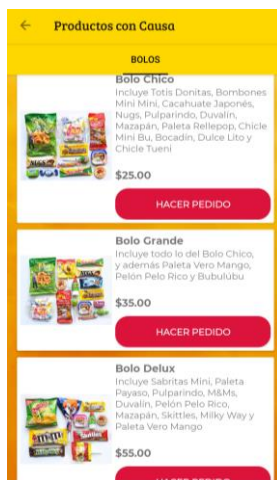 Productos con Causa
BOLOS
Bolo Chico
Incluye Totis Donitas, Bombones
Mini Mini, Cacahuate Japonés,
Nugs, Pulparindo, Duvalín,
Mazapán, Paleta Rellepop, Chicle
Mini Bu, Bocadín, Dulce Lito y
Chicle Tueni
$25.00
HACER PEDIDO
Bolo Grande
Incluye todo lo del Bolo Chico,
y además Paleta Vero Mango,
Pelón Pelo Rico y Bubulúbu
$35.00
HACER PEDIDO
Bolo Delux
Incluye Sabritas Mini, Paleta
Payaso, Pulparindo, M&Ms,
Duvalín, Pelón Pelo Rico,
Mazapán, Skittles, Milky Way y
Paleta Vero Mango
$55.00
HACER PEDIDO